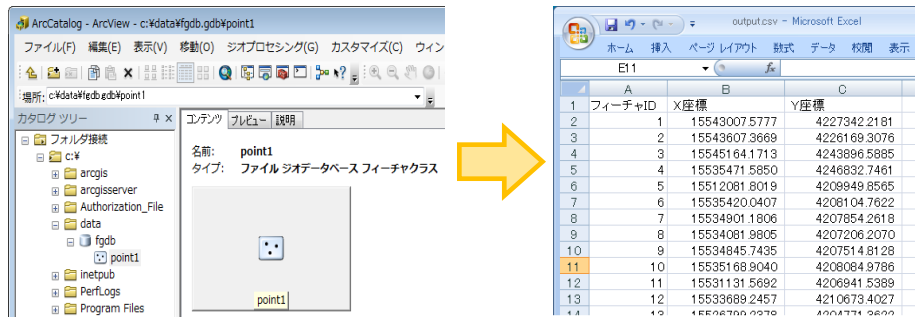 ArcCatalog - ArcView - c:¥data¥fgdb.gdb¥point1
ファイル(F) 編集(E) 表示(V) 移動(O) ジオプロセシング(G) カスタマイズ(C) ウィン
場所: c:¥data¥fgdb.gdb¥point1
カタログ ツリー
フォルダ接続
c:¥
arcgis
arcgisserver
Authorization_File
data
fgdb
point1
inetpub
PerfLogs
Program Files
コンテンツ プレビュー 説明
名前: point1
タイプ: ファイル ジオデータベース フィーチャクラス
point1
output.csv - Microsoft Excel
ホーム 挿入 ページ レイアウト 数式 データ 校閲 表示
E11 fx
A B C
1 フィーチャID X座標 Y座標
2 1 15543007.5777 4227342.2181
3 2 15543607.3669 4226169.3076
4 3 15545164.1713 4243896.5885
5 4 15535471.5850 4246832.7461
6 5 15512081.8019 4209949.8565
7 6 15535420.0407 4208104.7622
8 7 15534901.1806 4207854.2618
9 8 15534081.9805 4207206.2070
10 9 15534845.7435 4207514.8128
11 10 15535168.9040 4208084.9786
12 11 15531131.5692 4206941.5389
13 12 15533689.2457 4210673.4027
14 13 15526799.2378 4204771.3622